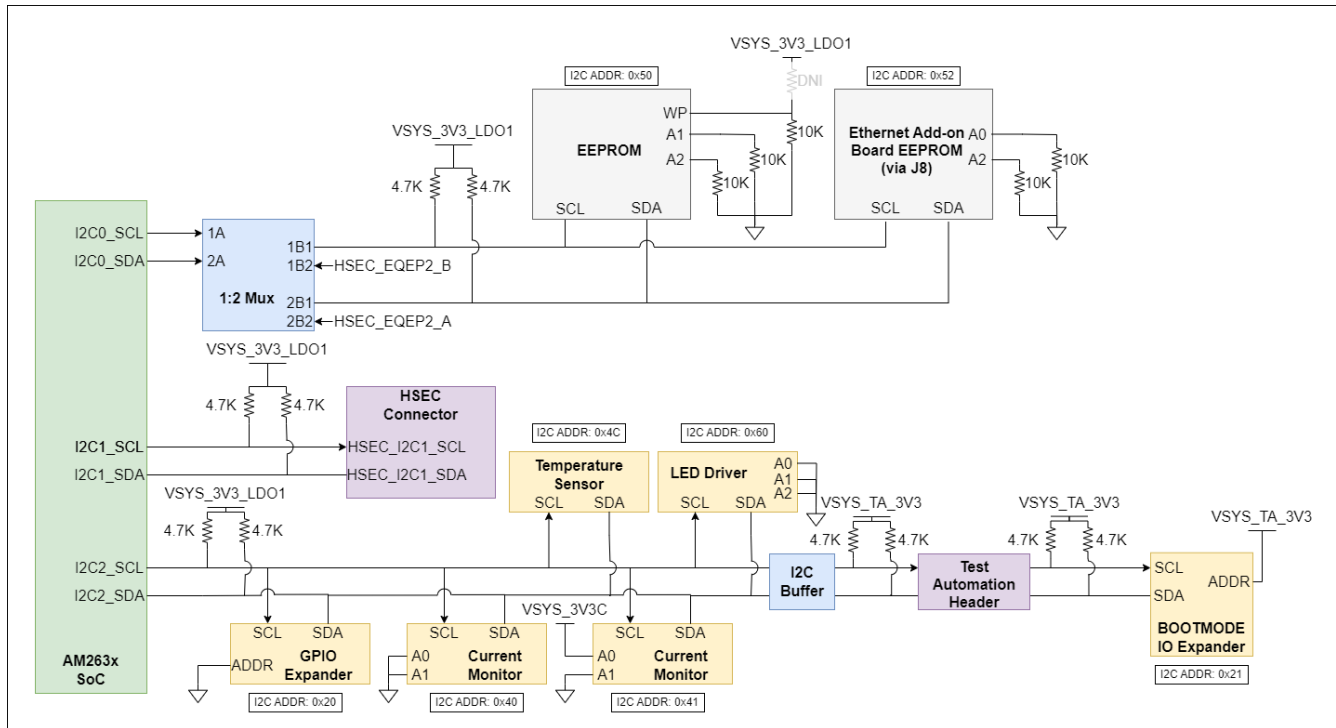 VSYS_3V3_LDO1
I2C ADDR: 0x50
DNI
I2C ADDR: 0x52
WP
A1
A2
EEPROM
10K
10K
10K
SCL
SDA
Ethernet Add-on
Board EEPROM
(via J8)
A0
A2
10K
10K
SCL
SDA
VSYS_3V3_LDO1
4.7K
4.7K
I2C0_SCL
I2C0_SDA
1A
2A
1:2 Mux
1B1
1B2
2B1
2B2
HSEC_EQEP2_B
HSEC_EQEP2_A
VSYS_3V3_LDO1
4.7K
4.7K
HSEC
Connector
HSEC_I2C1_SCL
HSEC_I2C1_SDA
I2C1_SCL
I2C1_SDA
I2C ADDR: 0x4C
Temperature
Sensor
SCL
SDA
I2C ADDR: 0x60
LED Driver
A0
A1
A2
SCL
SDA
VSYS_3V3_LDO1
4.7K
4.7K
I2C2_SCL
I2C2_SDA
VSYS_TA_3V3
4.7K
4.7K
I2C
Buffer
Test
Automation
Header
VSYS_TA_3V3
4.7K
4.7K
VSYS_TA_3V3
SCL
SDA
ADDR
BOOTMODE
IO Expander
I2C ADDR: 0x21
SCL
SDA
ADDR
GPIO
Expander
I2C ADDR: 0x20
SCL
SDA
A0
A1
Current
Monitor
I2C ADDR: 0x40
VSYS_3V3C
SCL
SDA
A0
A1
Current
Monitor
I2C ADDR: 0x41
AM263x
SoC